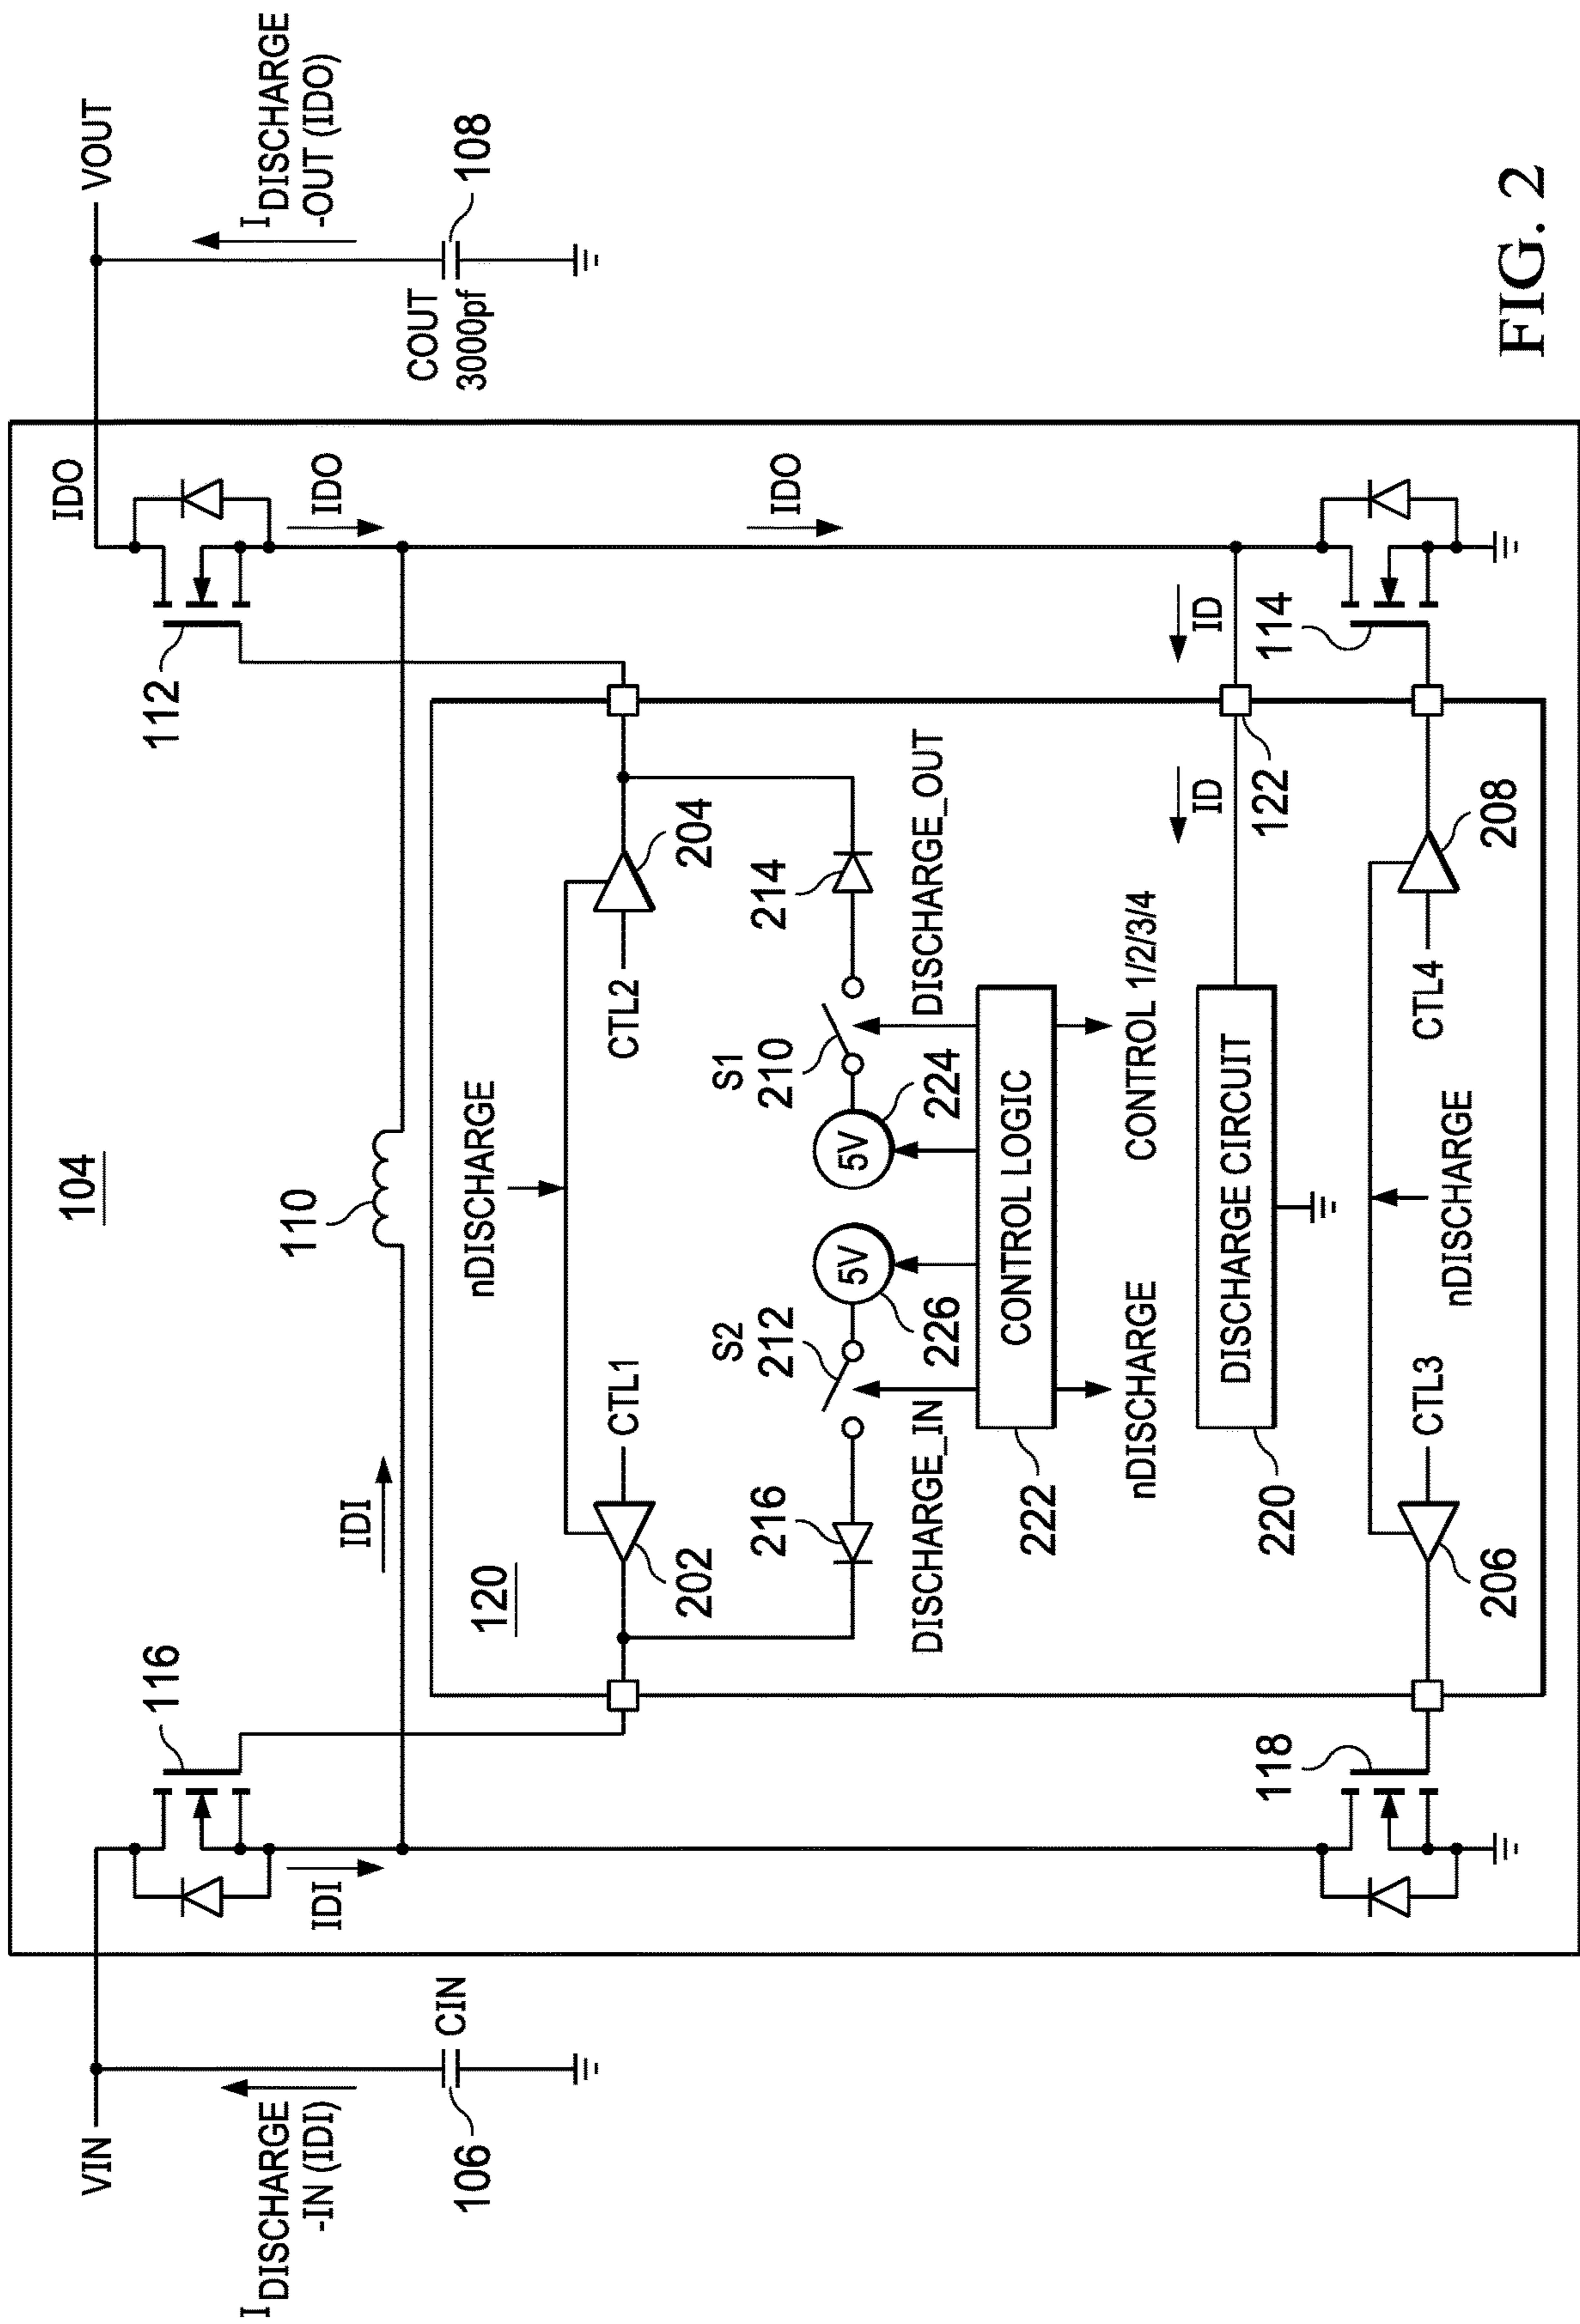 104
VIN
I DISCHARGE
-IN (IDI)
CIN
106
116
IDI
IDI
110
112
IDO
IDO
IDO
VOUT
I DISCHARGE
-OUT (IDO)
COUT
3000pf
108
120
nDISCHARGE
202
CTL1
CTL2
204
216
S2
212
5V
226
5V
224
S1
210
214
DISCHARGE_IN
DISCHARGE_OUT
222
CONTROL LOGIC
nDISCHARGE
CONTROL 1/2/3/4
220
DISCHARGE CIRCUIT
ID
ID
122
118
206
CTL3
nDISCHARGE
CTL4
208
114
FIG. 2